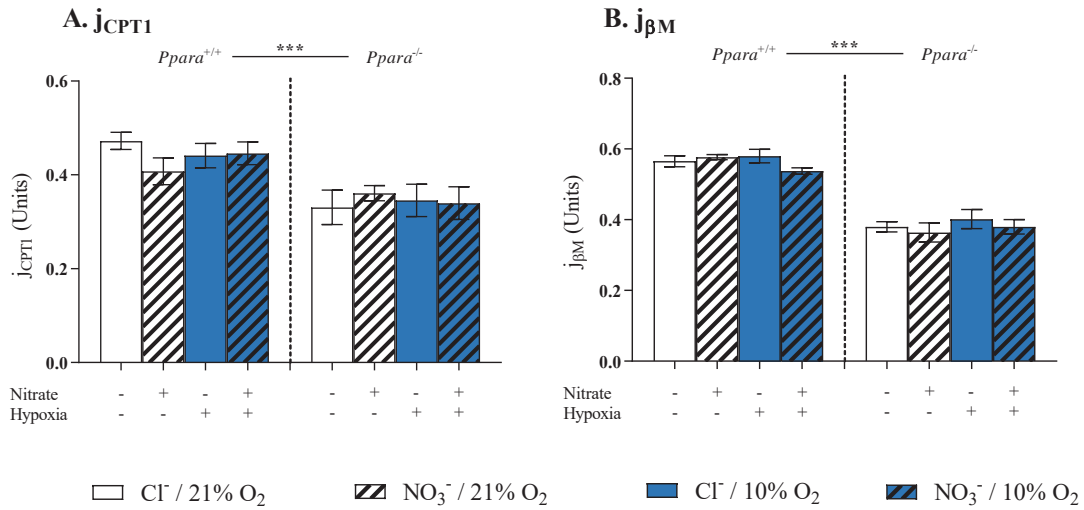 A. jCPT1
Ppara+/+ *** Ppara-/-
jCPT1 (Units)
0.6
0.4
0.2
0.0
Nitrate - + - + - + - +
Hypoxia - - + + - - + +
B. jβM
Ppara+/+ *** Ppara-/-
jβM (Units)
0.8
0.6
0.4
0.2
0.0
Nitrate - + - + - + - +
Hypoxia - - + + - - + +
Cl- / 21% O2
NO3- / 21% O2
Cl- / 10% O2
NO3- / 10% O2